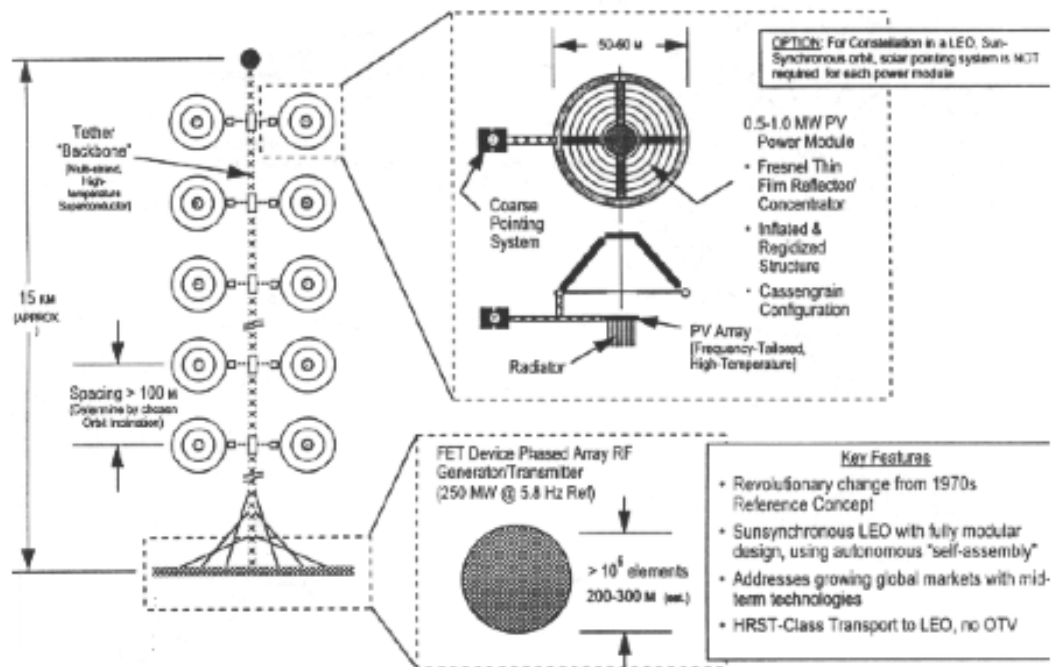 15 KM
(APPROX.
)
Tether
"Backbone"
(Multi-strand,
High-
temperature
Superconductor)
Spacing > 100 M
(Determine by chosen
Orbit Inclination)
50-60 M
OPTION: For Constellation in a LEO, Sun-
Synchronous orbit, solar pointing system is NOT
required for each power module
Coarse
Pointing
System
0.5-1.0 MW PV
Power Module
• Fresnel Thin
Film Reflector/
Concentrator
• Inflated &
Regidized
Structure
• Cassengrain
Configuration
PV Array
(Frequency-Tailored,
High-Temperature)
Radiator
FET Device Phased Array RF
Generator/Transmitter
(250 MW @ 5.8 Hz Ref)
> 10⁶ elements
200-300 M (est.)
Key Features
• Revolutionary change from 1970s
Reference Concept
• Sunsynchronous LEO with fully modular
design, using autonomous "self-assembly"
• Addresses growing global markets with mid-
term technologies
• HRST-Class Transport to LEO, no OTV